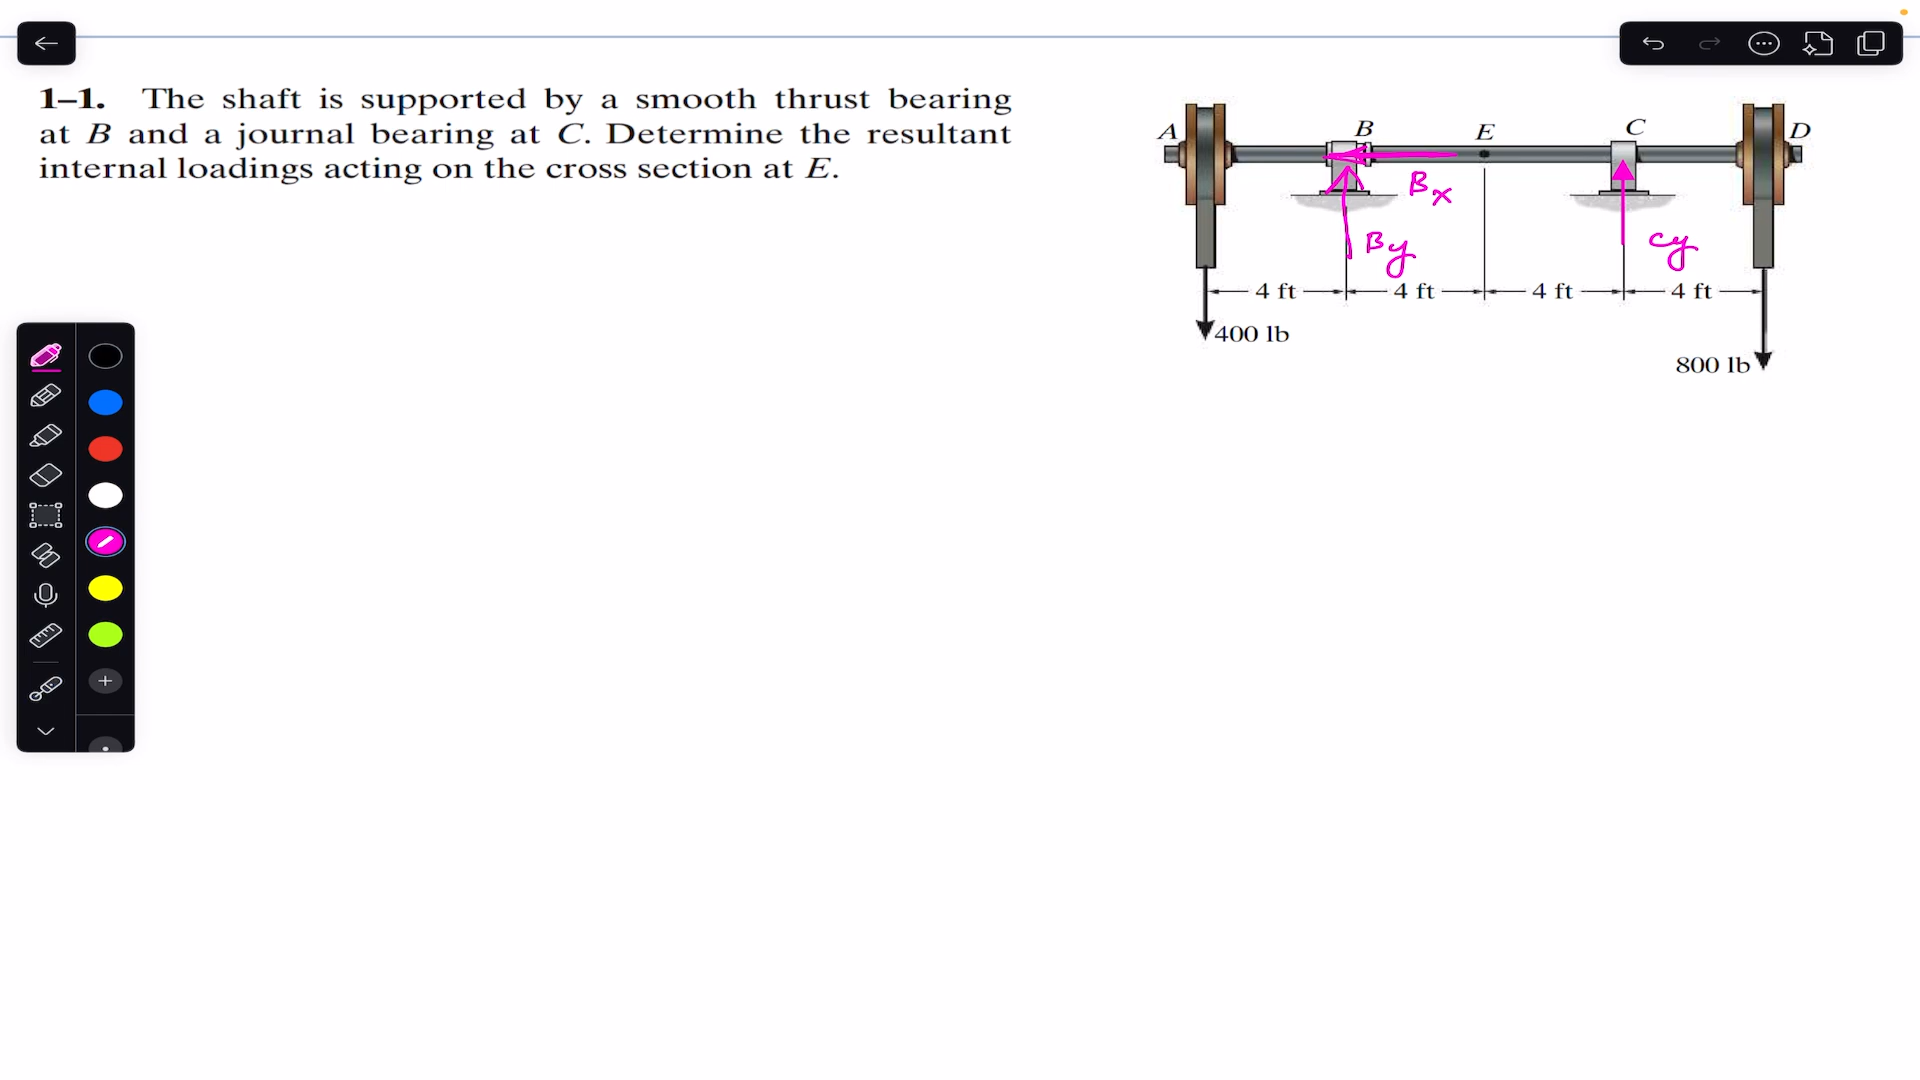 1–1. The shaft is supported by a smooth thrust bearing
at B and a journal bearing at C. Determine the resultant
internal loadings acting on the cross section at E.
A B E C D
Bx
By Cy
4 ft 4 ft 4 ft 4 ft
400 lb
800 lb